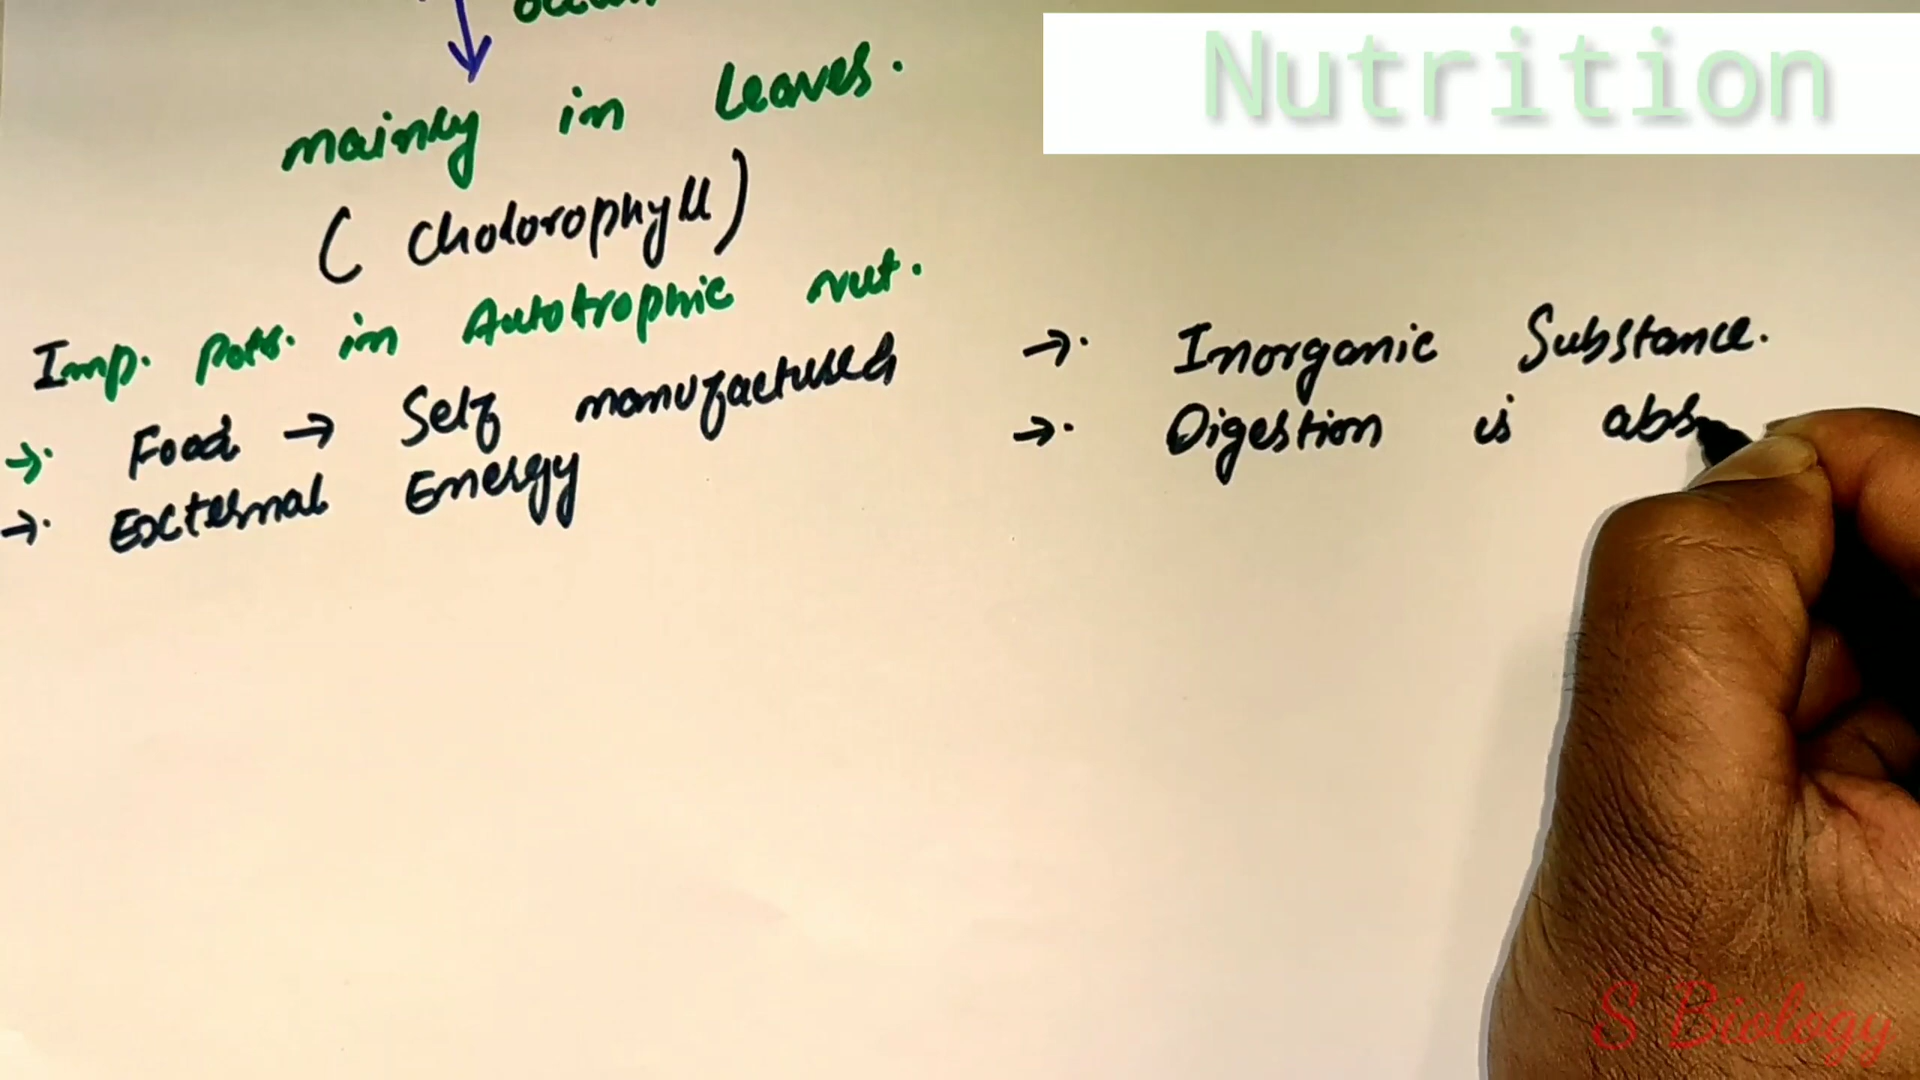 Nutrition
mainly in Leaves.
(Cholorophyll)
Imp. in Autotrophic nut.
→. Food → Self manufactured
→. External Energy
→. Inorganic Substance.
→. Digestion is abs
S Biology